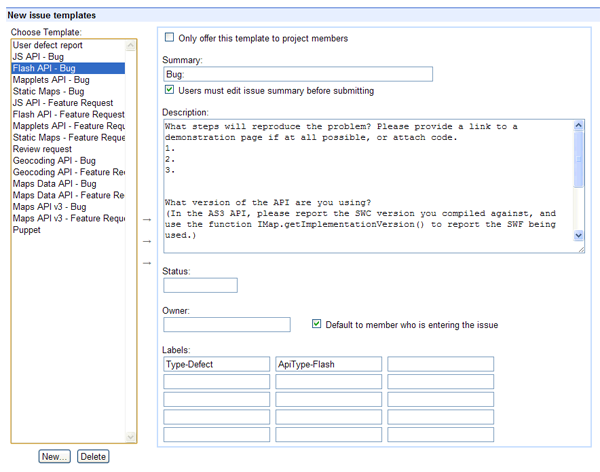 New issue templates
Choose Template:
User defect report
JS API - Bug
Flash API - Bug
Mapplets API - Bug
Static Maps - Bug
JS API - Feature Request
Flash API - Feature Request
Mapplets API - Feature Requ
Static Maps - Feature Reque
Review request
Geocoding API - Bug
Geocoding API - Feature Re
Maps Data API - Bug
Maps Data API - Feature Re
Maps API v3 - Bug
Maps API v3 - Feature Requ
Puppet
New...
Delete
→
→
→
Only offer this template to project members
Summary:
Bug:
Users must edit issue summary before submitting
Description:
What steps will reproduce the problem? Please provide a link to a
demonstration page if at all possible, or attach code.
1.
2.
3.
What version of the API are you using?
(In the AS3 API, please report the SWC version you compiled against, and
use the function IMap.getImplementationVersion() to report the SWF being
used.)
Status:
Owner:
Default to member who is entering the issue
Labels:
Type-Defect
ApiType-Flash